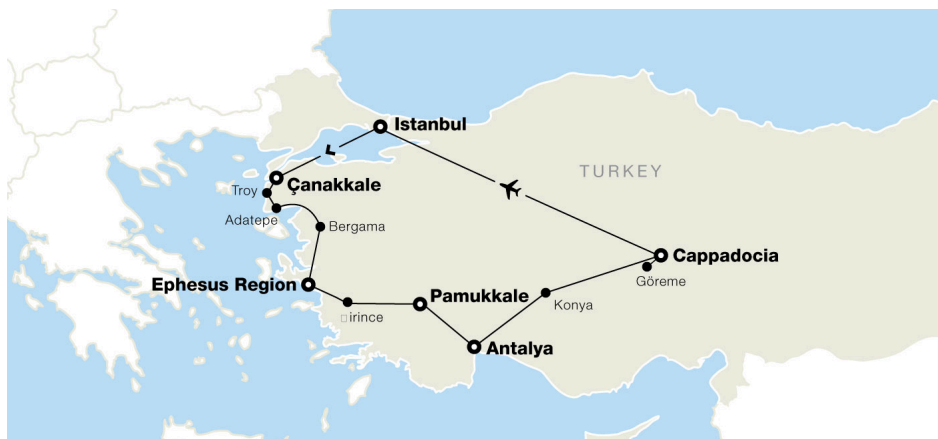 Istanbul
TURKEY
Çanakkale
Troy
Adatepe
Bergama
Cappadocia
Göreme
Ephesus Region
Pamukkale
Konya
□irince
Antalya